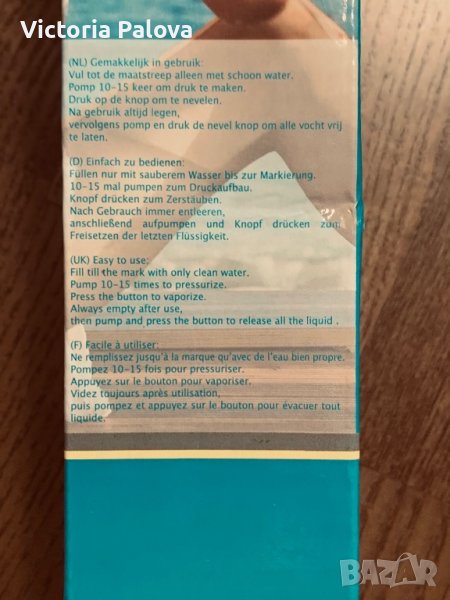 Victoria Palova
(NL) Gemakkelijk in gebruik:
Vul tot de maatstreep alleen met schoon water.
Pomp 10-15 keer om druk te maken.
Druk op de knop om te nevelen.
Na gebruik altijd legen,
vervolgens pomp en druk de nevel knop om alle vocht vrij
te laten.
(D) Einfach zu bedienen:
Füllen nur mit sauberem Wasser bis zur Markierung.
10-15 mal pumpen zum Druckaufbau.
Knopf drücken zum Zerstäuben.
Nach Gebrauch immer entleeren,
anschließend aufpumpen und Knopf drücken zum
Freisetzen der letzten Flüssigkeit.
(UK) Easy to use:
Fill till the mark with only clean water.
Pump 10-15 times to pressurize.
Press the button to vaporize.
Always empty after use,
then pump and press the button to release all the liquid .
(F) Facile à utiliser:
Ne remplissez jusqu'à la marque qu'avec de l'eau bien propre.
Pompez 10-15 fois pour pressuriser.
Appuyez sur le bouton pour vaporiser.
Videz toujours après utilisation,
puis pompez et appuyez sur le bouton pour évacuer tout
liquide.
BAZAR